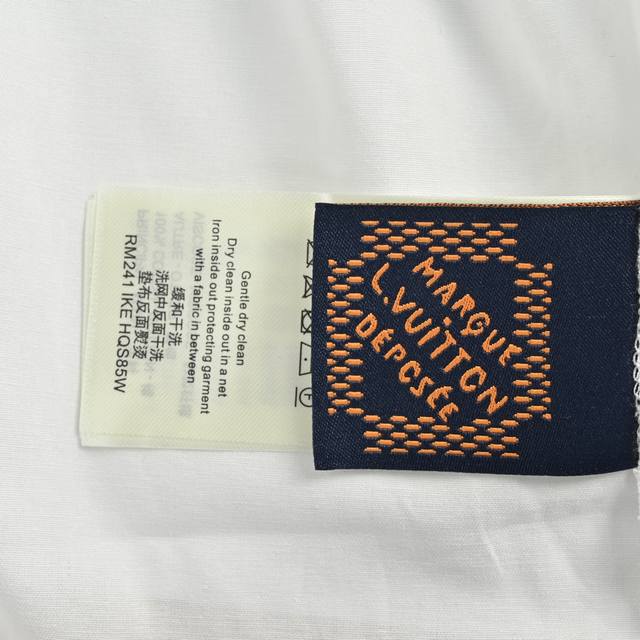 Gentle dry clean
Dry clean inside out in a net
Iron inside out protecting garment
with a fabric in between
缓和干洗
洗网中反面干洗
垫布反面熨烫
RM241 IKE HQS85W
MARQUE
L.VUITTON
DÉPOSÉE